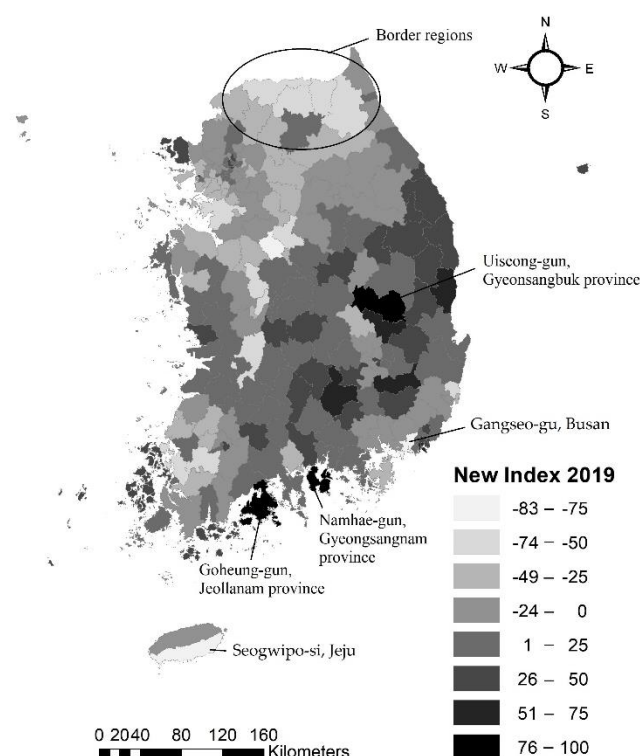 Border regions
N
W
E
S
Uiseong-gun,
Gyeonsangbuk province
Gangseo-gu, Busan
New Index 2019
-83 – -75
-74 – -50
-49 – -25
-24 – 0
1 – 25
26 – 50
51 – 75
76 – 100
Namhae-gun,
Gyeongsangnam
province
Goheung-gun,
Jeollanam province
Seogwipo-si, Jeju
0 20 40 80 120 160
Kilometers